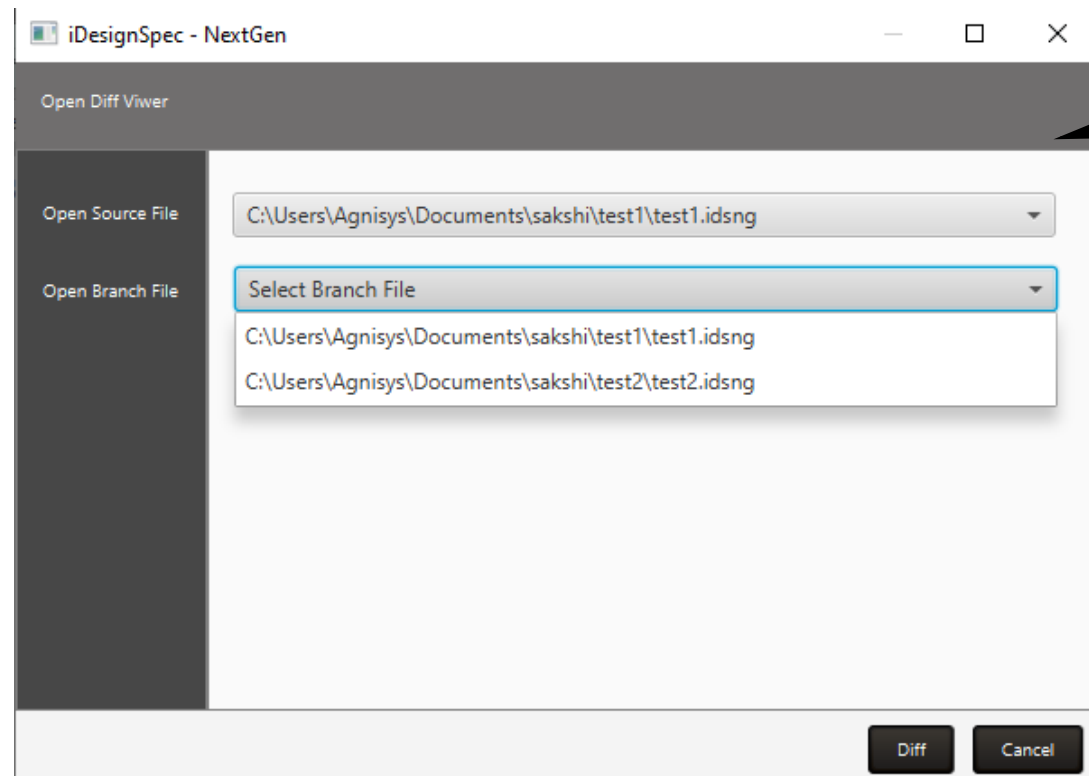 iDesignSpec - NextGen
Open Diff Viwer
Open Source File
C:\Users\Agnisys\Documents\sakshi\test1\test1.idsng
Open Branch File
Select Branch File
C:\Users\Agnisys\Documents\sakshi\test1\test1.idsng
C:\Users\Agnisys\Documents\sakshi\test2\test2.idsng
Diff
Cancel